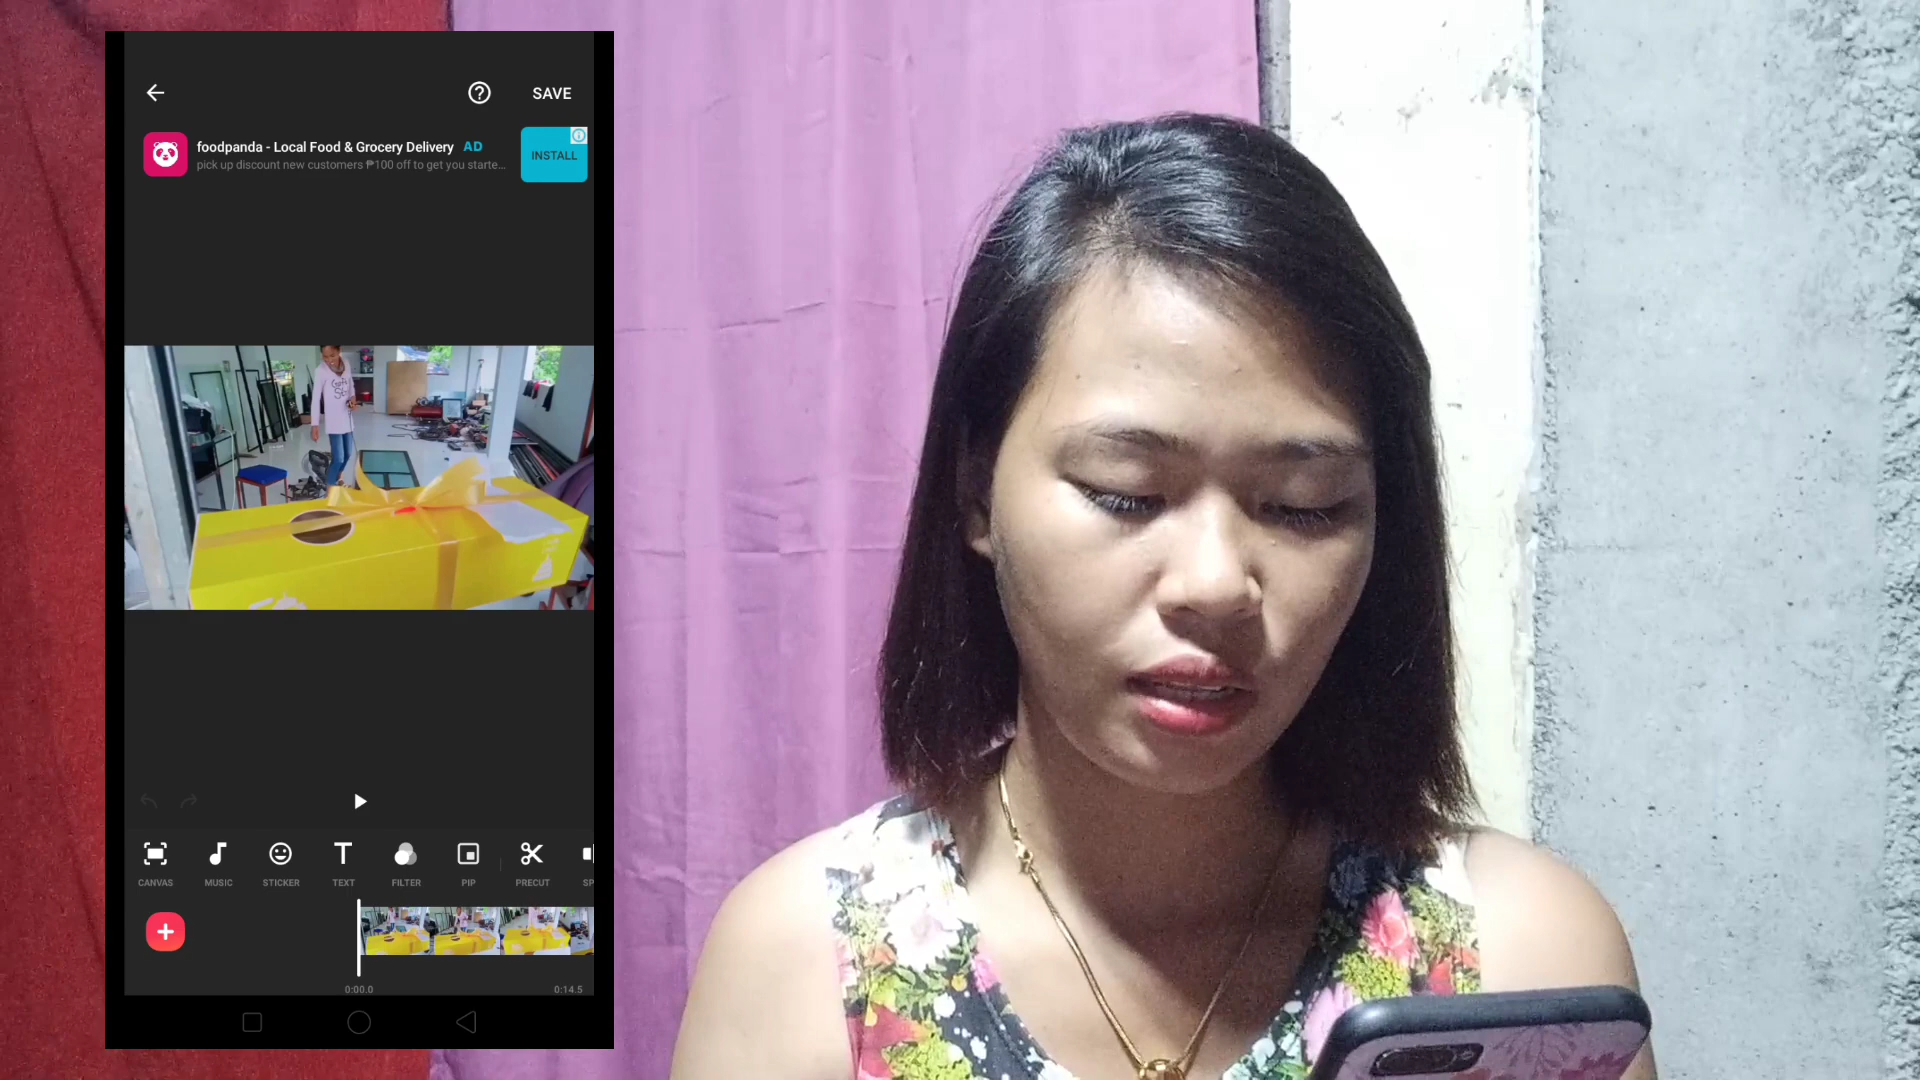 SAVE
foodpanda - Local Food & Grocery Delivery AD
pick up discount new customers ₱100 off to get you starte...
INSTALL
CANVAS MUSIC STICKER TEXT FILTER PIP PRECUT SP
0:00.0 0:14.5